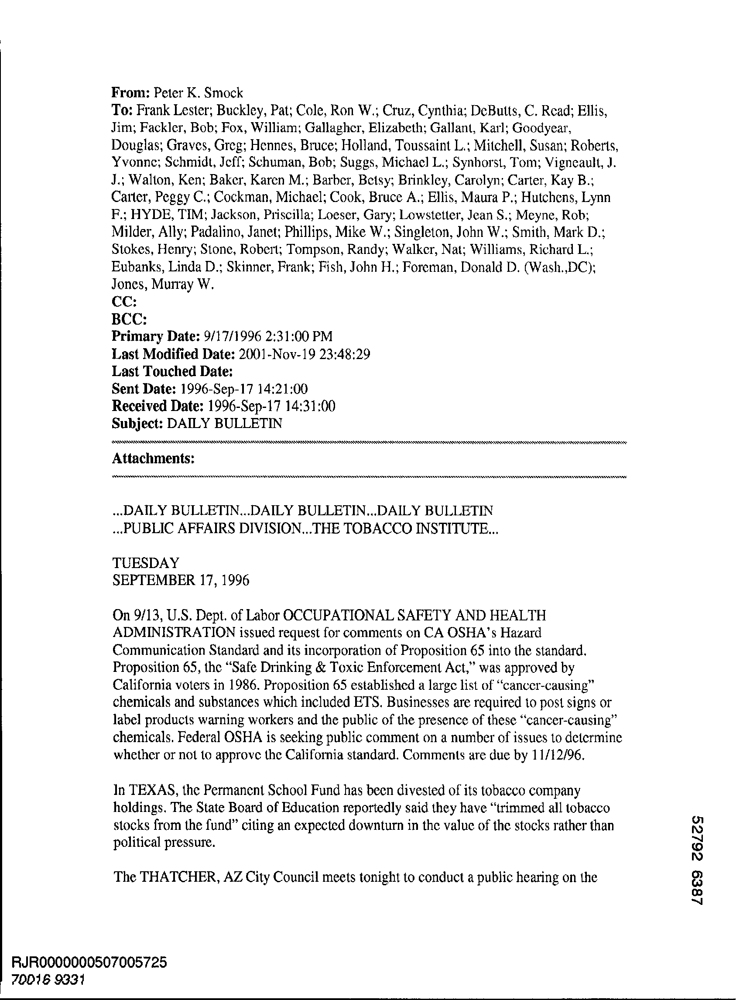 From: Peter K. Smock
To: Frank Lester; Buckley, Pat; Cole, Ron W.; Cruz, Cynthia; DeButts, C. Read; Ellis,
Jim; Fackler, Bob; Fox, William; Gallagher, Elizabeth; Gallant, Karl; Goodyear,
Douglas; Graves, Greg; Hennes, Bruce; Holland, Toussaint L.; Mitchell, Susan; Roberts,
Yvonne; Schmidt, Jeff; Schuman, Bob; Suggs, Michael L.; Synhorst, Tom; Vigneault, J.
J.; Walton, Ken; Baker, Karen M.; Barber, Betsy; Brinkley, Carolyn; Carter, Kay B.;
Carter, Peggy C.; Cockman, Michael; Cook, Bruce A.; Ellis, Maura P.; Hutchens, Lynn
F.; HYDE, TIM; Jackson, Priscilla; Loeser, Gary; Lowstetter, Jean S.; Meyne, Rob;
Milder, Ally; Padalino, Janet; Phillips, Mike W.; Singleton, John W.; Smith, Mark D.;
Stokes, Henry; Stone, Robert; Tompson, Randy; Walker, Nat; Williams, Richard L.;
Eubanks, Linda D.; Skinner, Frank; Fish, John H.; Foreman, Donald D. (Wash.,DC);
Jones, Murray W.
CC:
BCC:
Primary Date: 9/17/1996 2:31:00 PM
Last Modified Date: 2001-Nov-19 23:48:29
Last Touched Date:
Sent Date: 1996-Sep-17 14:21:00
Received Date: 1996-Sep-17 14:31:00
Subject: DAILY BULLETIN
Attachments:
...DAILY BULLETIN...DAILY BULLETIN...DAILY BULLETIN
...PUBLIC AFFAIRS DIVISION...THE TOBACCO INSTITUTE...
TUESDAY
SEPTEMBER 17, 1996
On 9/13, U.S. Dept. of Labor OCCUPATIONAL SAFETY AND HEALTH
ADMINISTRATION issued request for comments on CA OSHA's Hazard
Communication Standard and its incorporation of Proposition 65 into the standard.
Proposition 65, the "Safe Drinking & Toxic Enforcement Act," was approved by
California voters in 1986. Proposition 65 established a large list of "cancer-causing"
chemicals and substances which included ETS. Businesses are required to post signs or
label products warning workers and the public of the presence of these "cancer-causing"
chemicals. Federal OSHA is seeking public comment on a number of issues to determine
whether or not to approve the California standard. Comments are due by 11/12/96.
In TEXAS, the Permanent School Fund has been divested of its tobacco company
holdings. The State Board of Education reportedly said they have "trimmed all tobacco
stocks from the fund" citing an expected downturn in the value of the stocks rather than
political pressure.
The THATCHER, AZ City Council meets tonight to conduct a public hearing on the
52792 6387
RJR0000000507005725
70016 9331